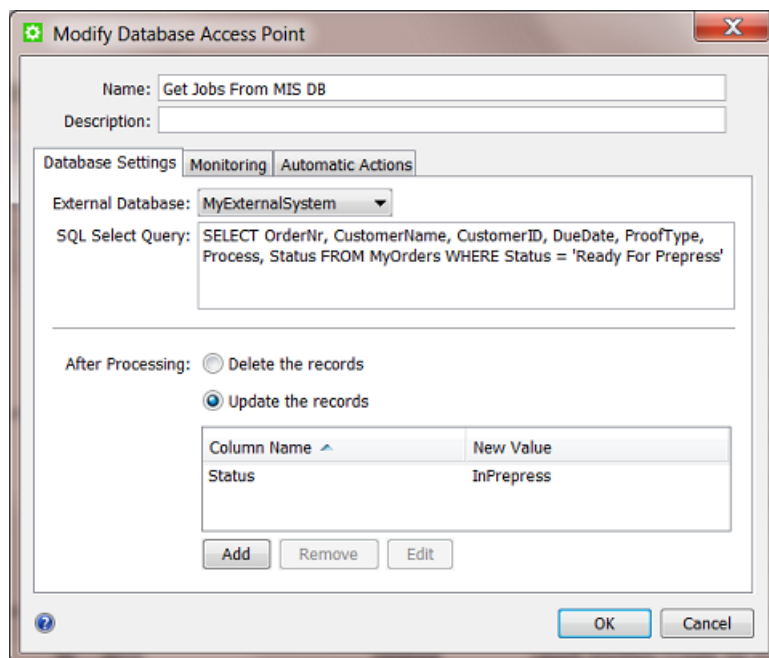 Modify Database Access Point
X
Name: Get Jobs From MIS DB
Description:
Database Settings Monitoring Automatic Actions
External Database: MyExternalSystem
SQL Select Query: SELECT OrderNr, CustomerName, CustomerID, DueDate, ProofType,
Process, Status FROM MyOrders WHERE Status = 'Ready For Prepress'
After Processing: Delete the records
Update the records
Column Name New Value
Status InPrepress
Add Remove Edit
? OK Cancel